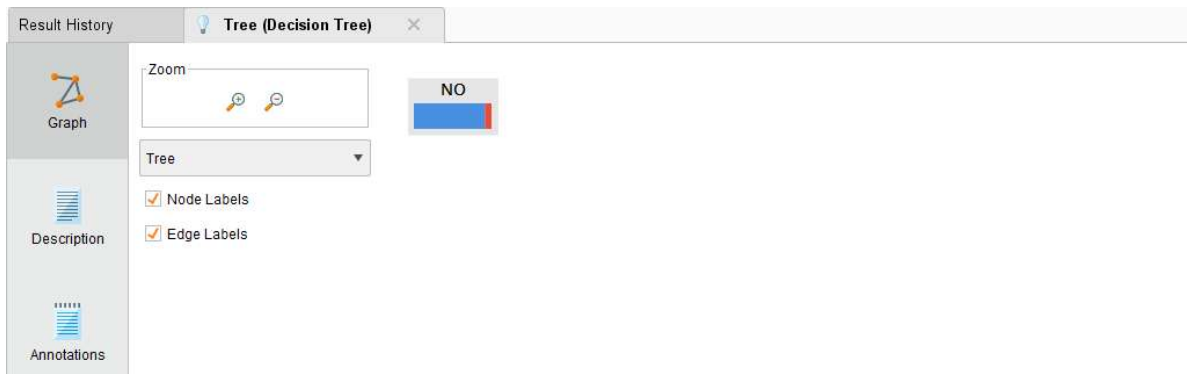 Result History
Tree (Decision Tree)
Graph
Zoom
NO
Tree
Node Labels
Edge Labels
Description
Annotations